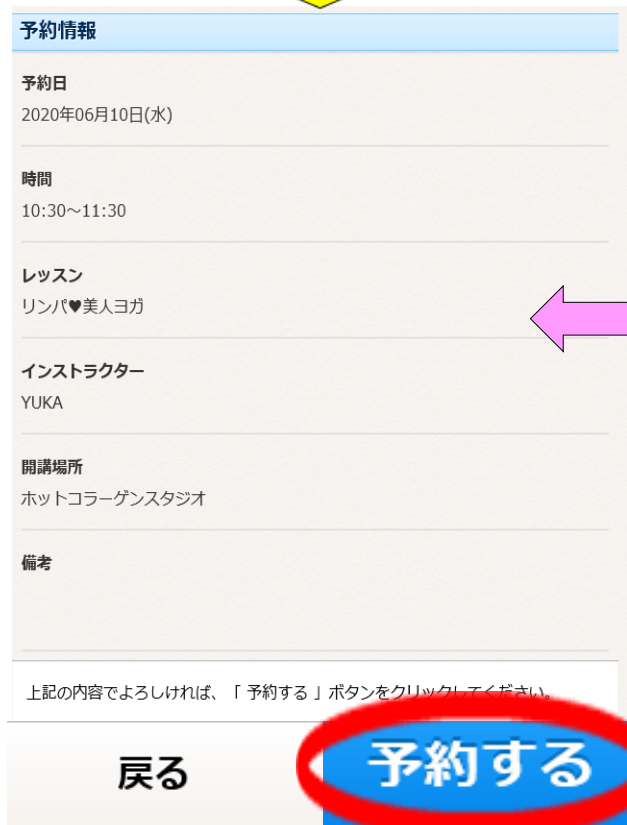 予約情報
予約日
2020年06月10日(水)
時間
10:30～11:30
レッスン
リンパ♥美人ヨガ
インストラクター
YUKA
開講場所
ホットコラーゲンスタジオ
備考
上記の内容でよろしければ、「 予約する 」ボタンをクリックしてください。
戻る
予約する